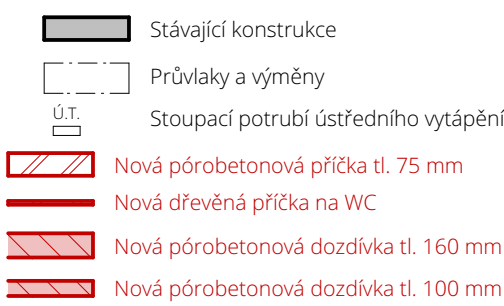 Stávající konstrukce
Průvlaky a výměny
Ú.T.
Stoupací potrubí ústředního vytápění
Nová pórobetonová příčka tl. 75 mm
Nová dřevěná příčka na WC
Nová pórobetonová dozdívka tl. 160 mm
Nová pórobetonová dozdívka tl. 100 mm